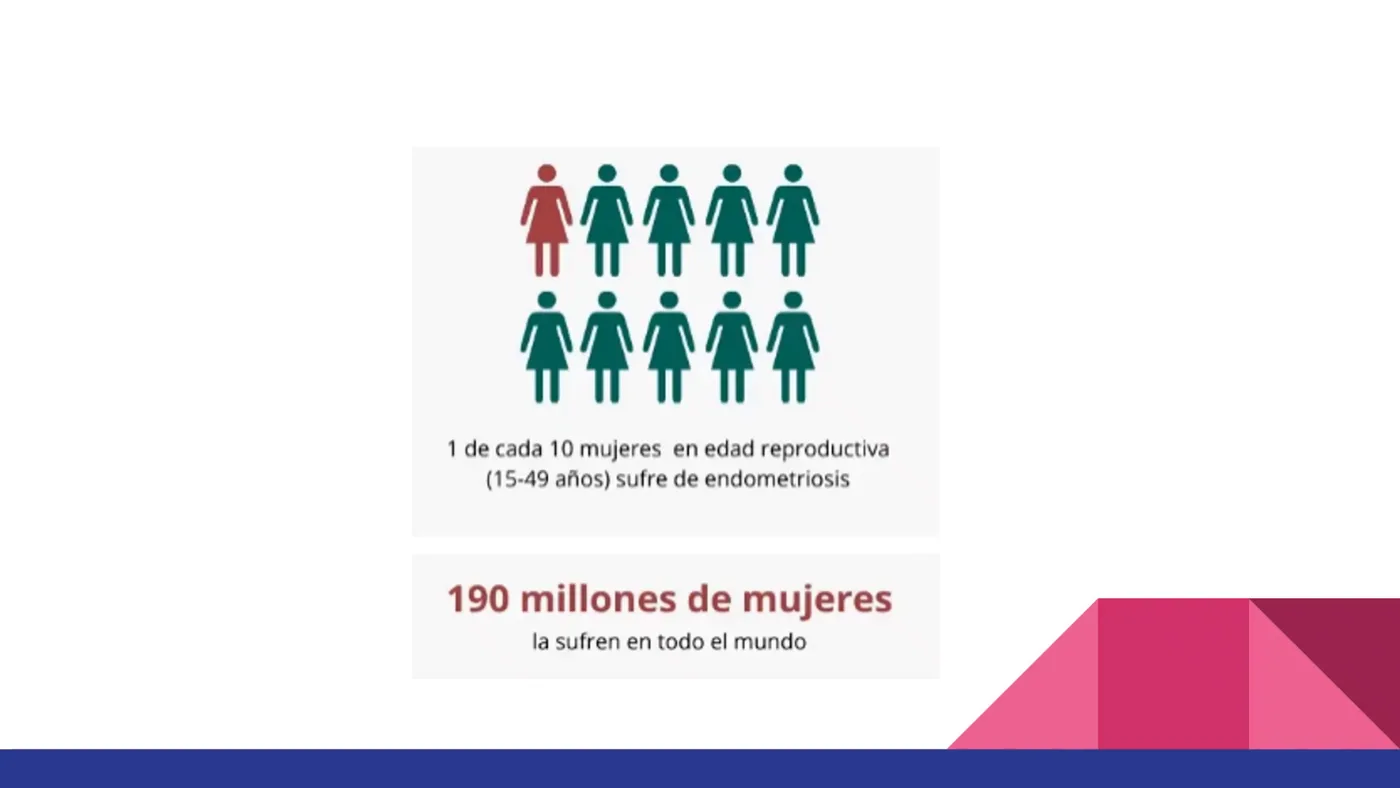 1 de cada 10 mujeres en edad reproductiva
(15-49 años) sufre de endometriosis
190 millones de mujeres
la sufren en todo el mundo